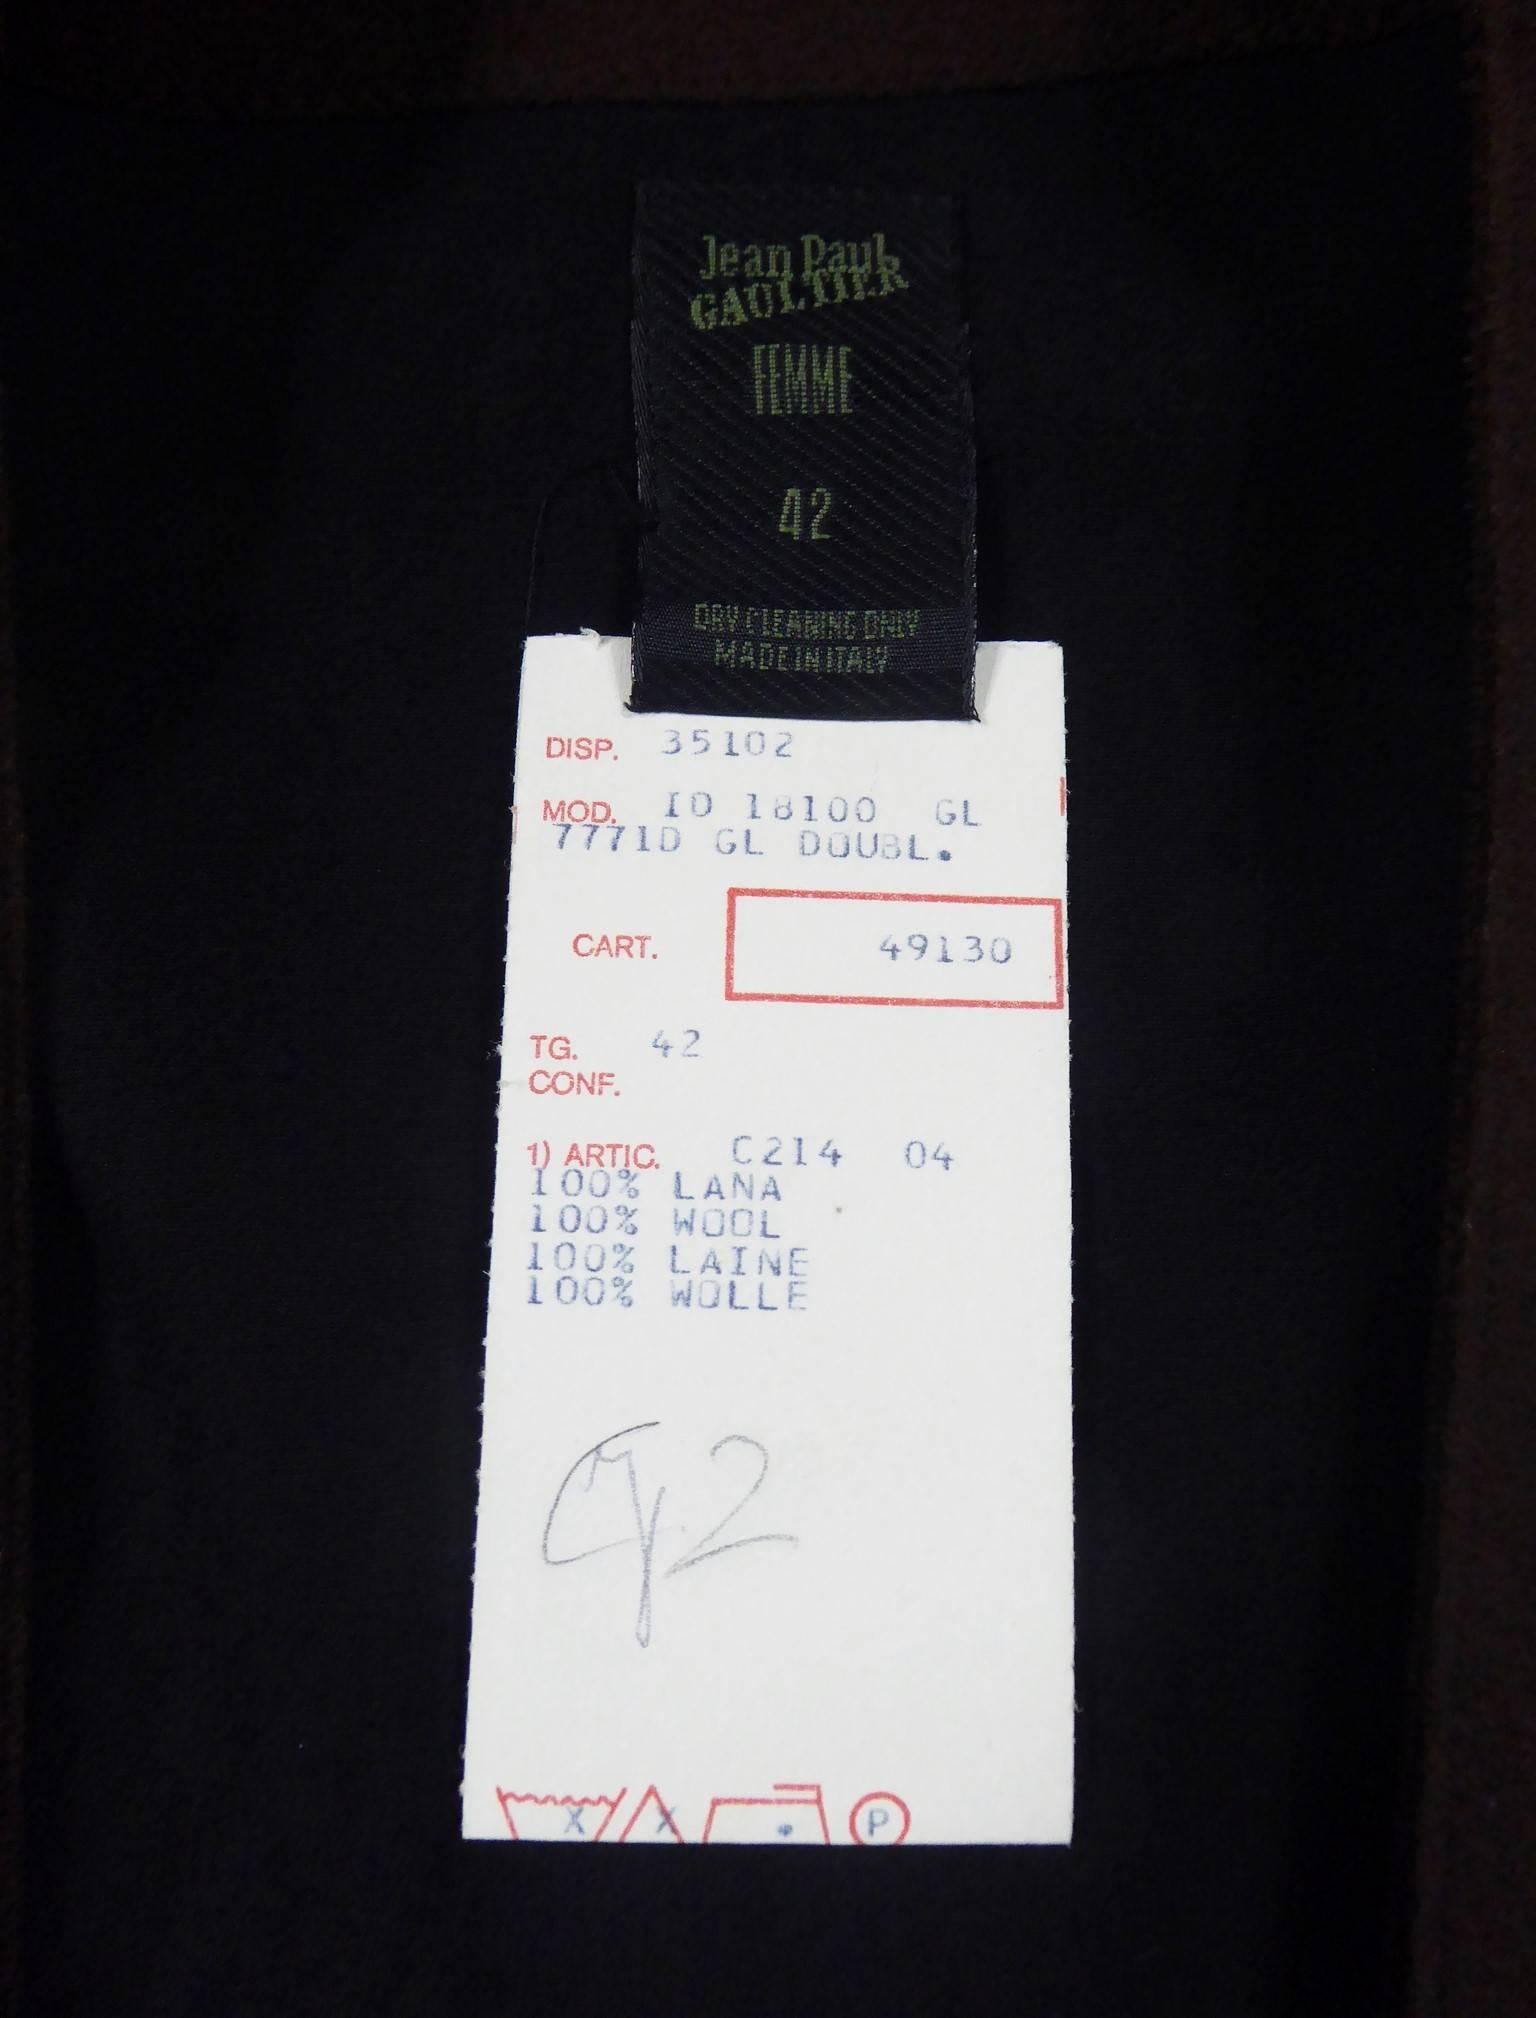 Jean Paul
GAULTIER
FEMME
42
DRY CLEANING ONLY
MADE IN ITALY
DISP. 35102
MOD. IO 18100 GL
7771D GL DOUBL.
CART. 49130
TG. 42
CONF.
1) ARTIC. C214 04
100% LANA
100% WOOL
100% LAINE
100% WOLLE
42
X X P